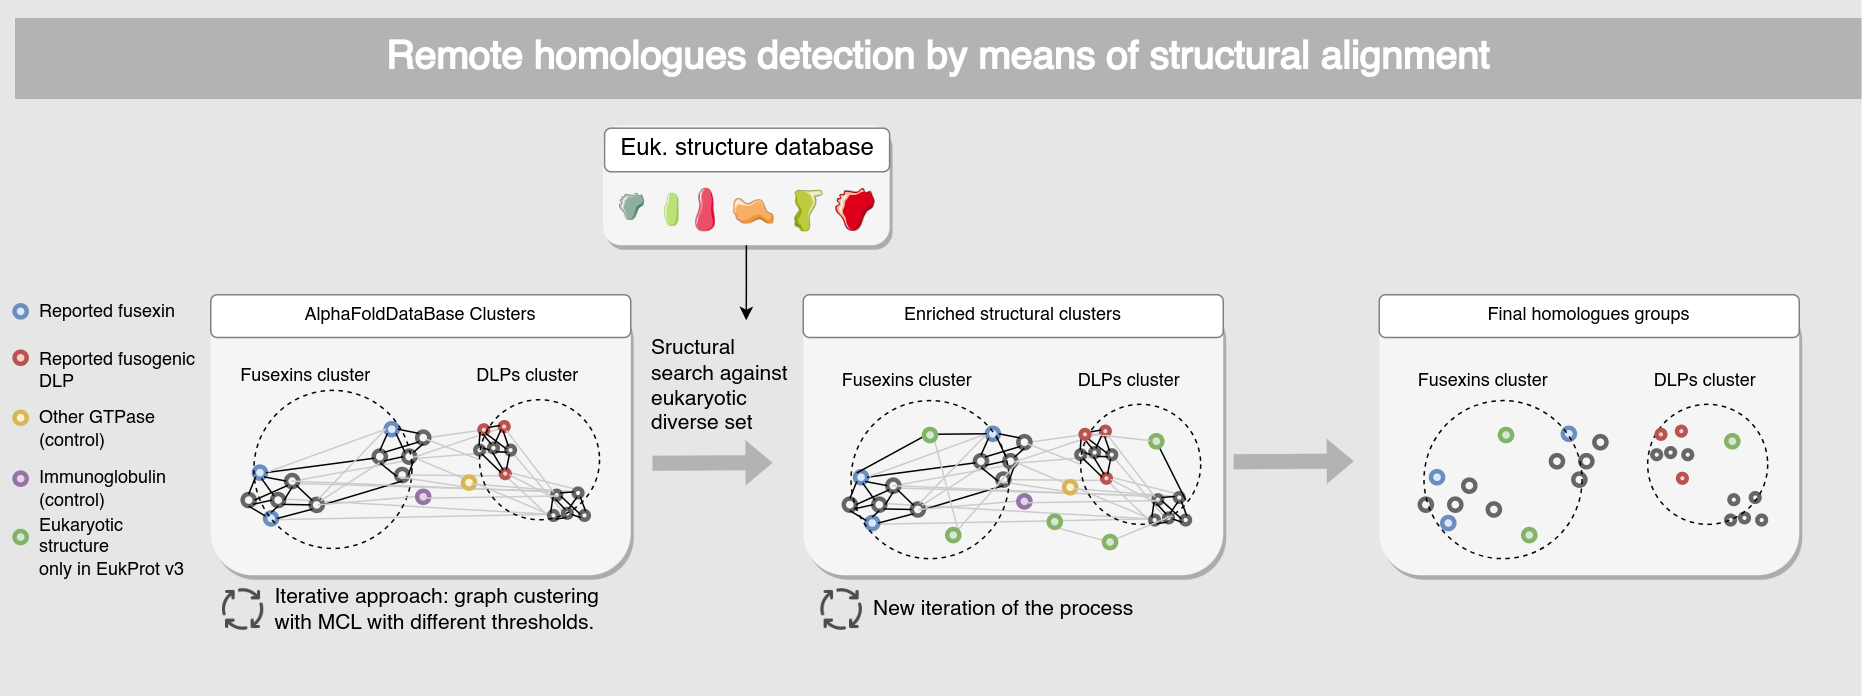 Remote homologues detection by means of structural alignment
Euk. structure database
Reported fusexin
Reported fusogenic
DLP
Other GTPase
(control)
Immunoglobulin
(control)
Eukaryotic
structure
only in EukProt v3
AlphaFoldDataBase Clusters
Fusexins cluster
DLPs cluster
Iterative approach: graph custering
with MCL with different thresholds.
Sructural
search against
eukaryotic
diverse set
Enriched structural clusters
Fusexins cluster
DLPs cluster
New iteration of the process
Final homologues groups
Fusexins cluster
DLPs cluster